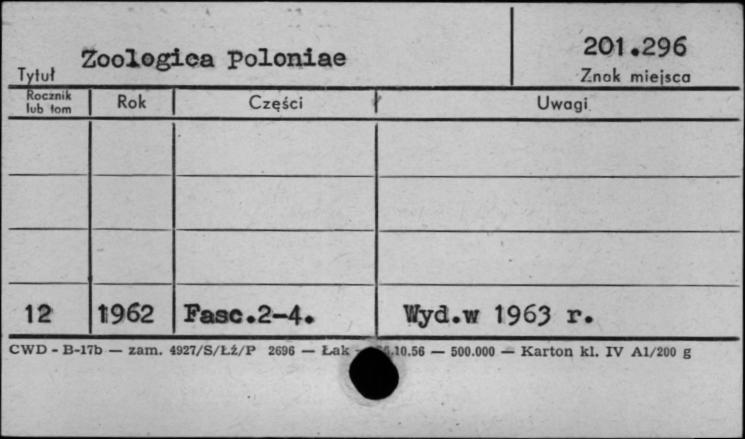 Zoologica Poloniae
201.296
Tytuł
Znak miejsca
Rocznik
lub tom
Rok
Części
Uwagi
12 1962 Fasc.2-4. Wyd.w 1963 r.
CWD - B-17b — zam. 4927/S/Łź/P 2696 — Łak — .10.56 — 500.000 — Karton kl. IV A1/200 g